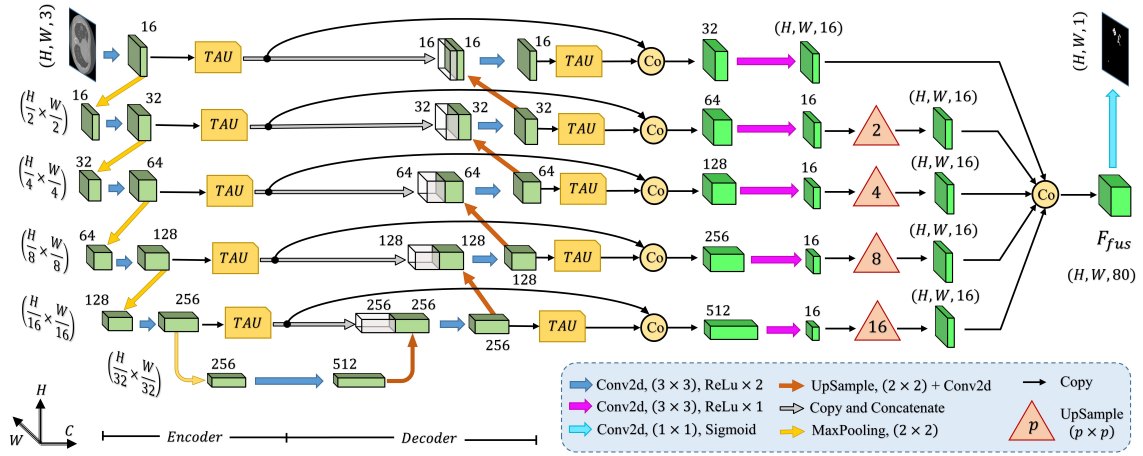 (H, W, 3)
16
TAU
16
16
16
TAU
Co
32
(H, W, 16)
(H, W, 1)
(H/2 × W/2)
16
32
TAU
32
32
32
TAU
Co
64
16
2
(H, W, 16)
(H/4 × W/4)
32
64
TAU
64
64
64
TAU
Co
128
16
4
(H, W, 16)
Co
F_fus
(H, W, 80)
(H/8 × W/8)
64
128
TAU
128
128
128
TAU
Co
256
16
8
(H, W, 16)
(H/16 × W/16)
128
256
TAU
256
256
256
TAU
Co
512
16
16
(H, W, 16)
(H/32 × W/32)
256
512
H
W
C
Encoder
Decoder
Conv2d, (3 × 3), ReLu × 2
UpSample, (2 × 2) + Conv2d
Copy
Conv2d, (3 × 3), ReLu × 1
Copy and Concatenate
p
UpSample
(p × p)
Conv2d, (1 × 1), Sigmoid
MaxPooling, (2 × 2)